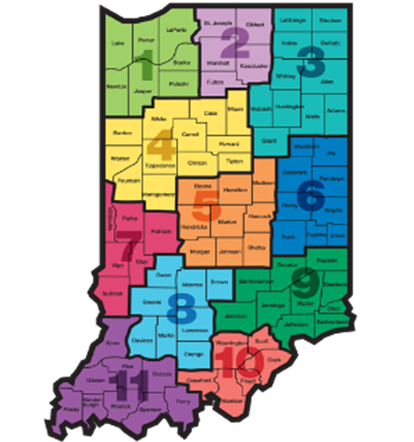 St. Joseph Elkhart LaGrange Steuben
Lake Porter LaPorte
2
Noble DeKalb
1
Starke Marshall Kosciusko
3
Whitley Allen
Newton Jasper Pulaski Fulton
Miami Wabash Huntington Wells Adams
White Cass
4
Benton Carroll Howard Grant
Warren Tippecanoe Clinton Tipton
Blackford Jay
Fountain Montgomery
Boone Hamilton Madison
Delaware Randolph
5
6
Henry Wayne
Parke Putnam Hendricks Marion Hancock
Rush Fayette Union
7
Vigo Clay Morgan Johnson Shelby
Sullivan
Owen Monroe Brown
Bartholomew Decatur Franklin
9
Greene
8
Jennings Ripley Dearborn
Ohio
Daviess Martin Lawrence Jackson Jefferson Switzerland
Knox Orange
Washington Scott
10
Clark
Pike Dubois Crawford Floyd
11
Gibson Harrison
Posey Warrick Spencer Perry